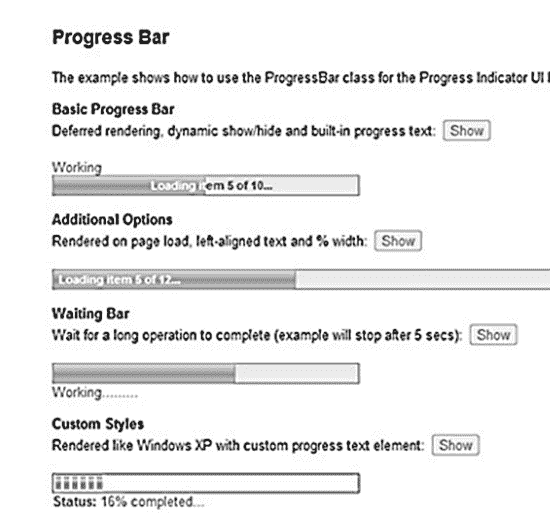 Progress Bar
The example shows how to use the ProgressBar class for the Progress Indicator UI
Basic Progress Bar
Deferred rendering, dynamic show/hide and built-in progress text: Show
Working
Loading item 5 of 10...
Additional Options
Rendered on page load, left-aligned text and % width: Show
Loading item 5 of 12...
Waiting Bar
Wait for a long operation to complete (example will stop after 5 secs): Show
Working.........
Custom Styles
Rendered like Windows XP with custom progress text element: Show
Status: 16% completed...